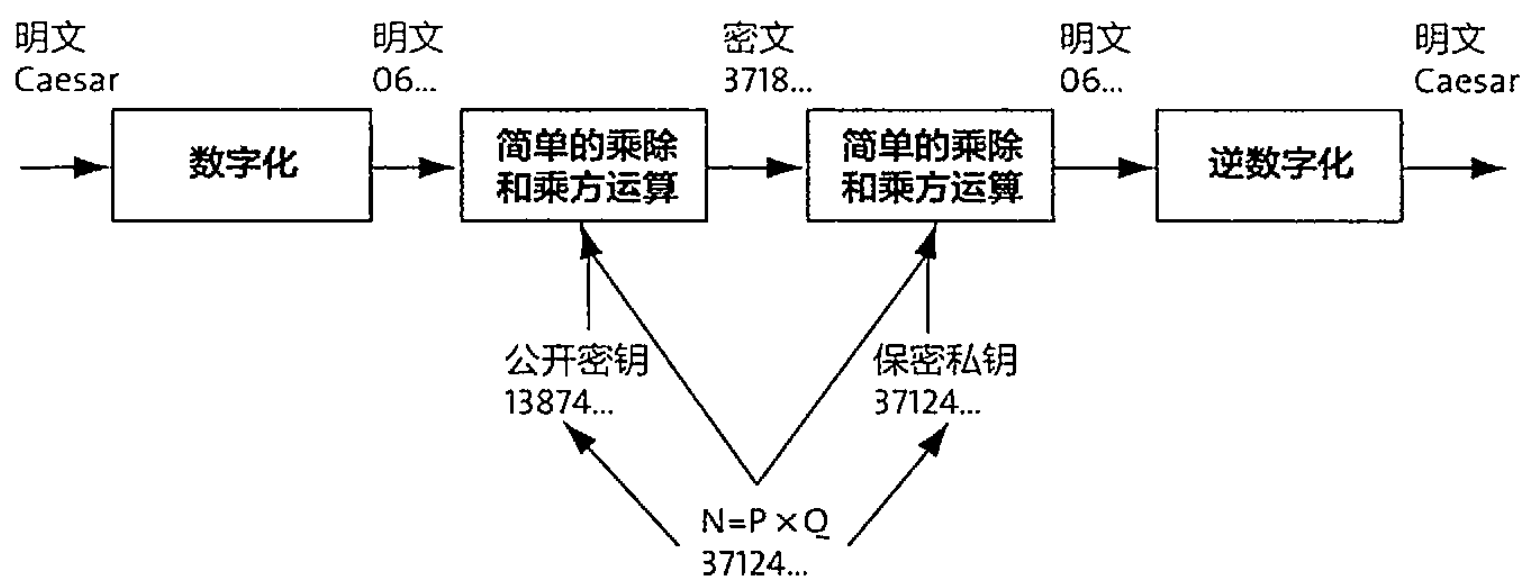 明文
Caesar
明文
06...
密文
3718...
明文
06...
明文
Caesar
数字化
简单的乘除
和乘方运算
简单的乘除
和乘方运算
逆数字化
公开密钥
13874...
保密私钥
37124...
N=P×Q
37124...